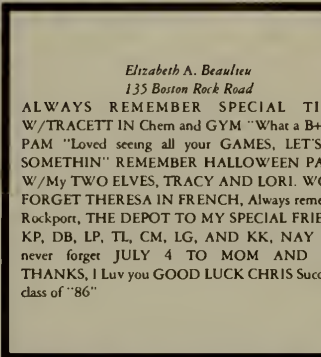 Elizabeth A. Beaulieu
135 Boston Rock Road
ALWAYS REMEMBER SPECIAL TI
W/TRACETT IN Chem and GYM "What a B+
PAM "Loved seeing all your GAMES, LET'S
SOMETHIN" REMEMBER HALLOWEEN PA
W/My TWO ELVES, TRACY AND LORI. WO
FORGET THERESA IN FRENCH, Always reme
Rockport, THE DEPOT TO MY SPECIAL FRIE
KP, DB, LP, TL, CM, LG, AND KK, NAY
never forget JULY 4 TO MOM AND
THANKS, I Luv you GOOD LUCK CHRIS Succ
class of "86"